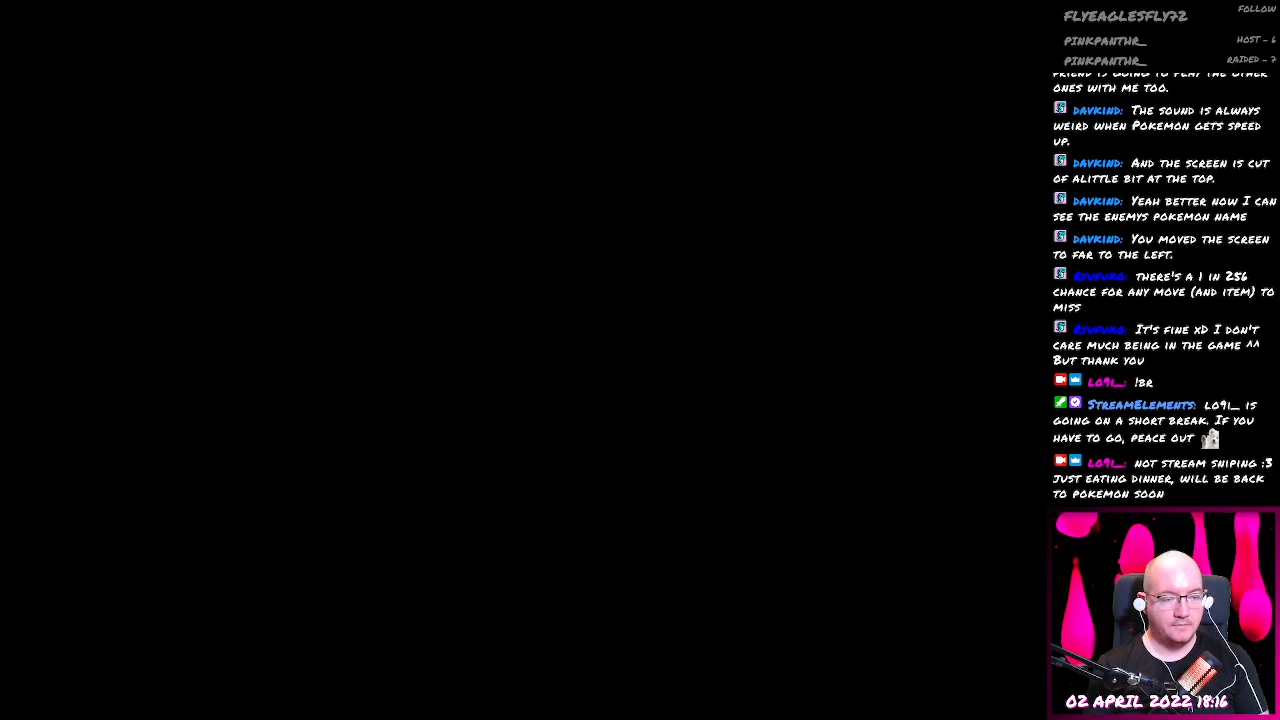 FLYEAGLESFLY72 FOLLOW
PINKPANTHR_ HOST - 6
PINKPANTHR_ RAIDED - 7
FRIEND IS GOING TO PLAY THE OTHER
ONES WITH ME TOO.
DAVKIND: THE SOUND IS ALWAYS
WEIRD WHEN POKEMON GETS SPEED
UP.
DAVKIND: AND THE SCREEN IS CUT
OF ALITTLE BIT AT THE TOP.
DAVKIND: YEAH BETTER NOW I CAN
SEE THE ENEMYS POKEMON NAME
DAVKIND: YOU MOVED THE SCREEN
TO FAR TO THE LEFT.
RYUFUKO: THERE'S A 1 IN 256
CHANCE FOR ANY MOVE (AND ITEM) TO
MISS
RYUFUKO: IT'S FINE XD I DON'T
CARE MUCH BEING IN THE GAME ^^
BUT THANK YOU
LO91_: !BR
STREAMELEMENTS: LO91_ IS
GOING ON A SHORT BREAK. IF YOU
HAVE TO GO, PEACE OUT
LO91_: NOT STREAM SNIPING :3
JUST EATING DINNER, WILL BE BACK
TO POKEMON SOON
02 APRIL 2022 18:16